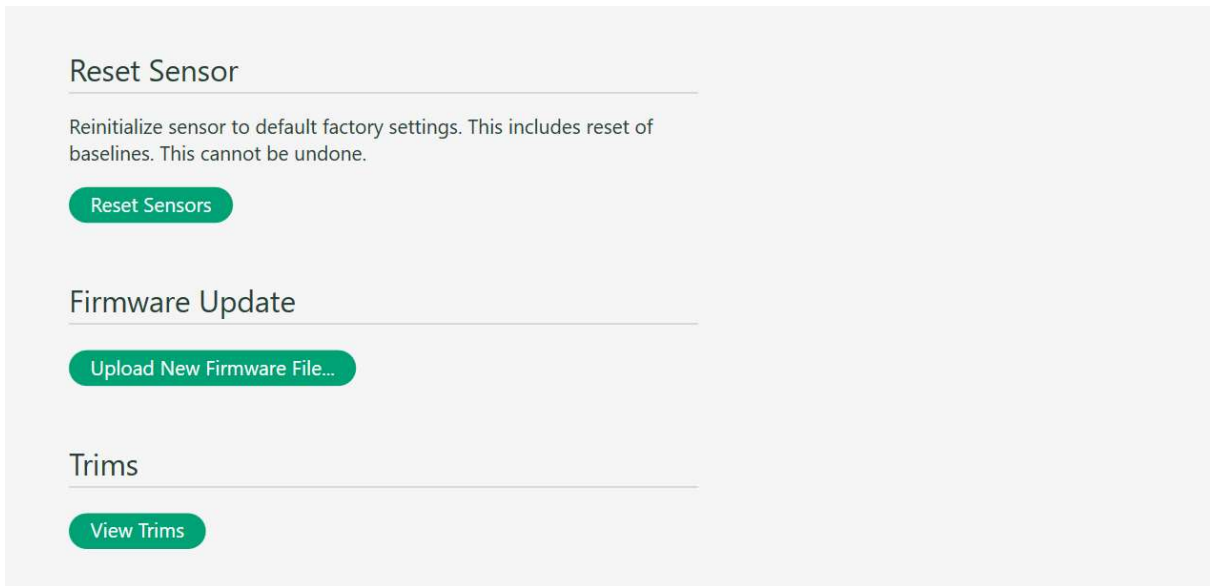 Reset Sensor
Reinitialize sensor to default factory settings. This includes reset of
baselines. This cannot be undone.
Reset Sensors
Firmware Update
Upload New Firmware File...
Trims
View Trims